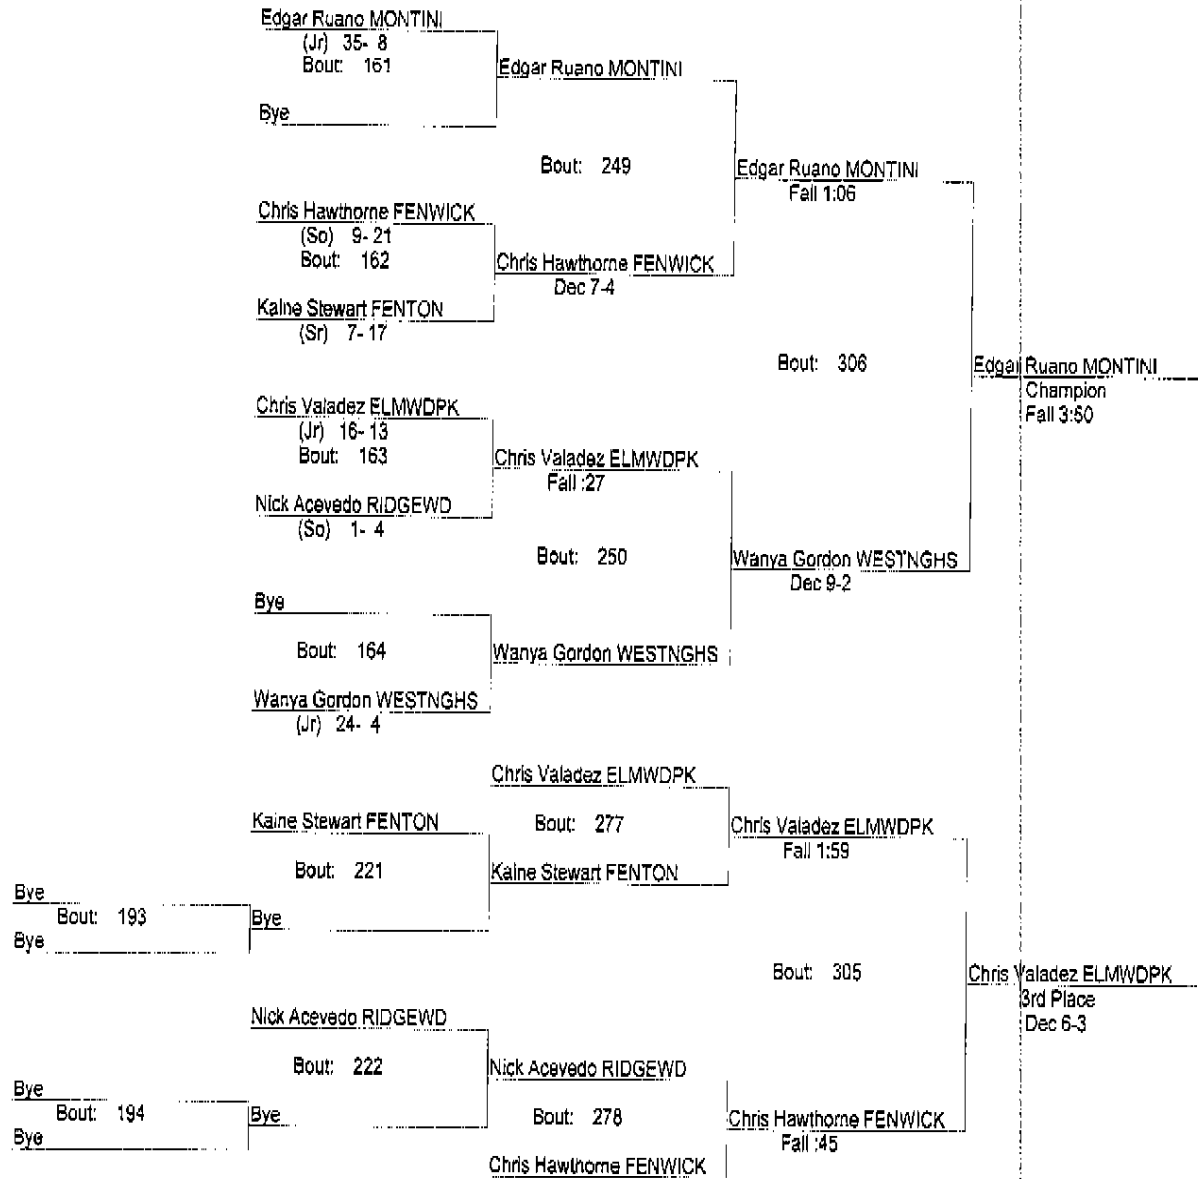 Edgar Ruano MONTINI
(Jr) 35- 8
Bout: 161
Edgar Ruano MONTINI
Bye
Bout: 249
Edgar Ruano MONTINI
Fall 1:06
Chris Hawthorne FENWICK
(So) 9- 21
Bout: 162
Chris Hawthorne FENWICK
Dec 7-4
Kaine Stewart FENTON
(Sr) 7- 17
Bout: 306
Edgar Ruano MONTINI
Champion
Fall 3:50
Chris Valadez ELMWDPK
(Jr) 16- 13
Bout: 163
Chris Valadez ELMWDPK
Fall :27
Nick Acevedo RIDGEWD
(So) 1- 4
Bout: 250
Wanya Gordon WESTNGHS
Dec 9-2
Bye
Bout: 164
Wanya Gordon WESTNGHS
Wanya Gordon WESTNGHS
(Jr) 24- 4
Chris Valadez ELMWDPK
Kaine Stewart FENTON
Bout: 277
Chris Valadez ELMWDPK
Fall 1:59
Bout: 221
Kaine Stewart FENTON
Bye
Bout: 193
Bye
Bye
Bout: 305
Chris Valadez ELMWDPK
3rd Place
Dec 6-3
Nick Acevedo RIDGEWD
Bout: 222
Nick Acevedo RIDGEWD
Bye
Bout: 194
Bye
Bye
Bout: 278
Chris Hawthorne FENWICK
Fall :45
Chris Hawthorne FENWICK